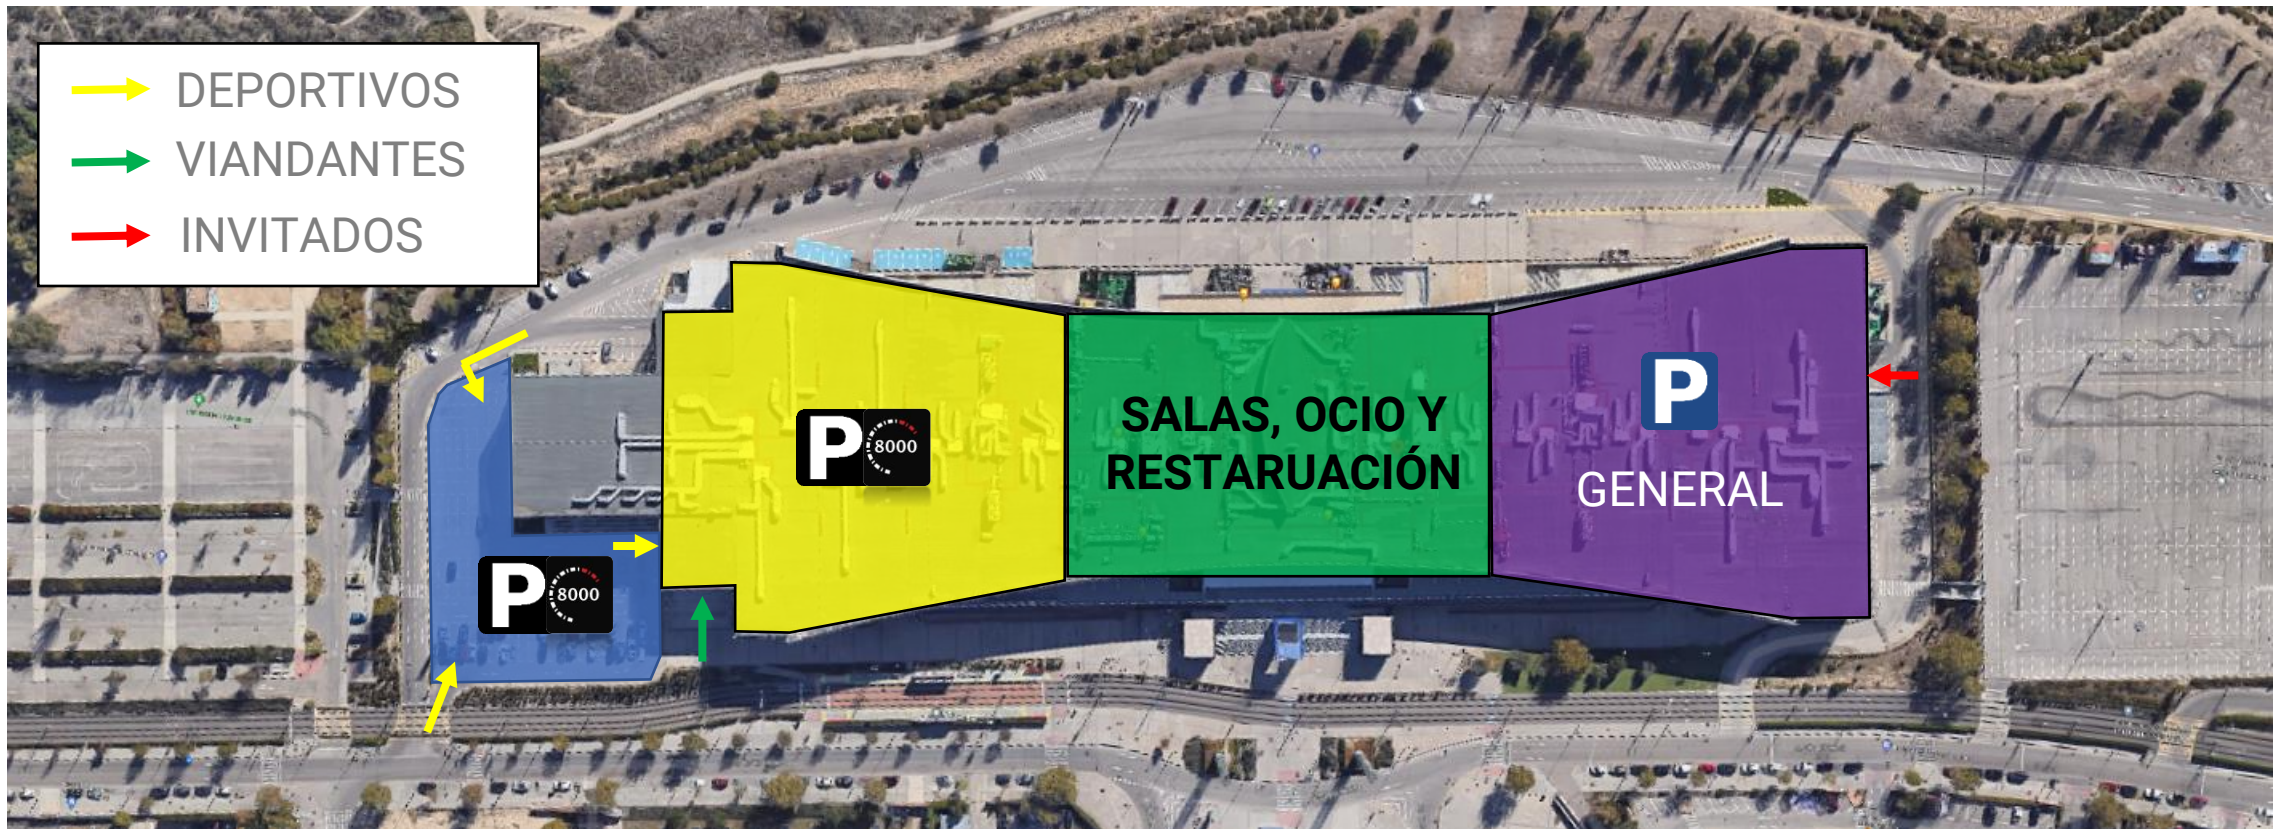 DEPORTIVOS
VIANDANTES
INVITADOS
P 8000
SALAS, OCIO Y
RESTARUACIÓN
P
GENERAL
P 8000